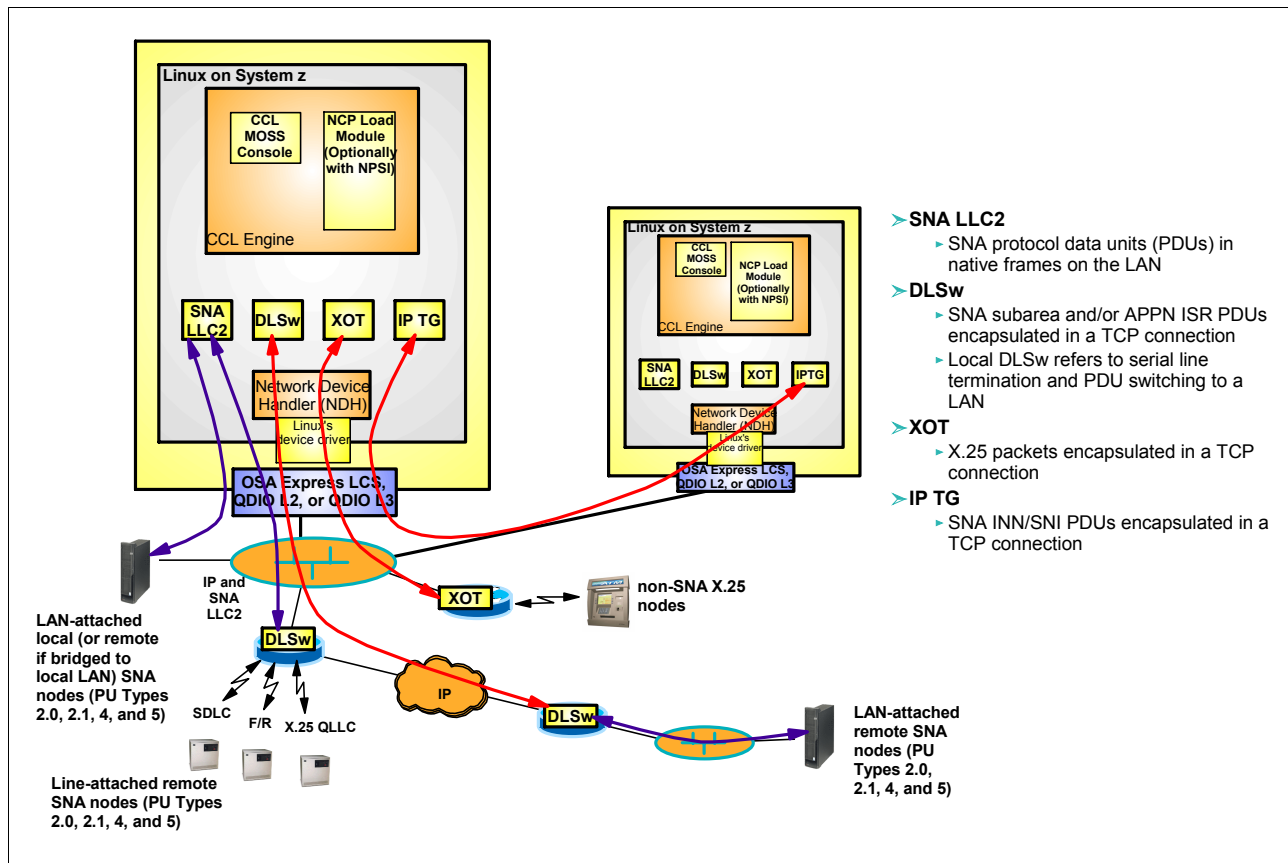 Linux on System z
CCL
MOSS
Console
NCP Load
Module
(Optionally
with NPSI)
CCL Engine
SNA
LLC2
DLSw
XOT
IP TG
Network Device
Handler (NDH)
Linux's
device driver
OSA Express LCS,
QDIO L2, or QDIO L3
Linux on System z
CCL
MOSS
Console
NCP Load
Module
(Optionally
with NPSI)
CCL Engine
SNA
LLC2
DLSw
XOT
IPTG
Network Device
Handler (NDH)
Linux's
device driver
OSA Express LCS,
QDIO L2, or QDIO L3
IP and
SNA
LLC2
LAN-attached
local (or remote
if bridged to
local LAN) SNA
nodes (PU Types
2.0, 2.1, 4, and 5)
XOT
non-SNA X.25
nodes
DLSw
SDLC
F/R
X.25 QLLC
IP
DLSw
Line-attached remote
SNA nodes (PU Types
2.0, 2.1, 4, and 5)
LAN-attached
remote SNA
nodes (PU
Types 2.0,
2.1, 4, and 5)
SNA LLC2
SNA protocol data units (PDUs) in
native frames on the LAN
DLSw
SNA subarea and/or APPN ISR PDUs
encapsulated in a TCP connection
Local DLSw refers to serial line
termination and PDU switching to a
LAN
XOT
X.25 packets encapsulated in a TCP
connection
IP TG
SNA INN/SNI PDUs encapsulated in a
TCP connection